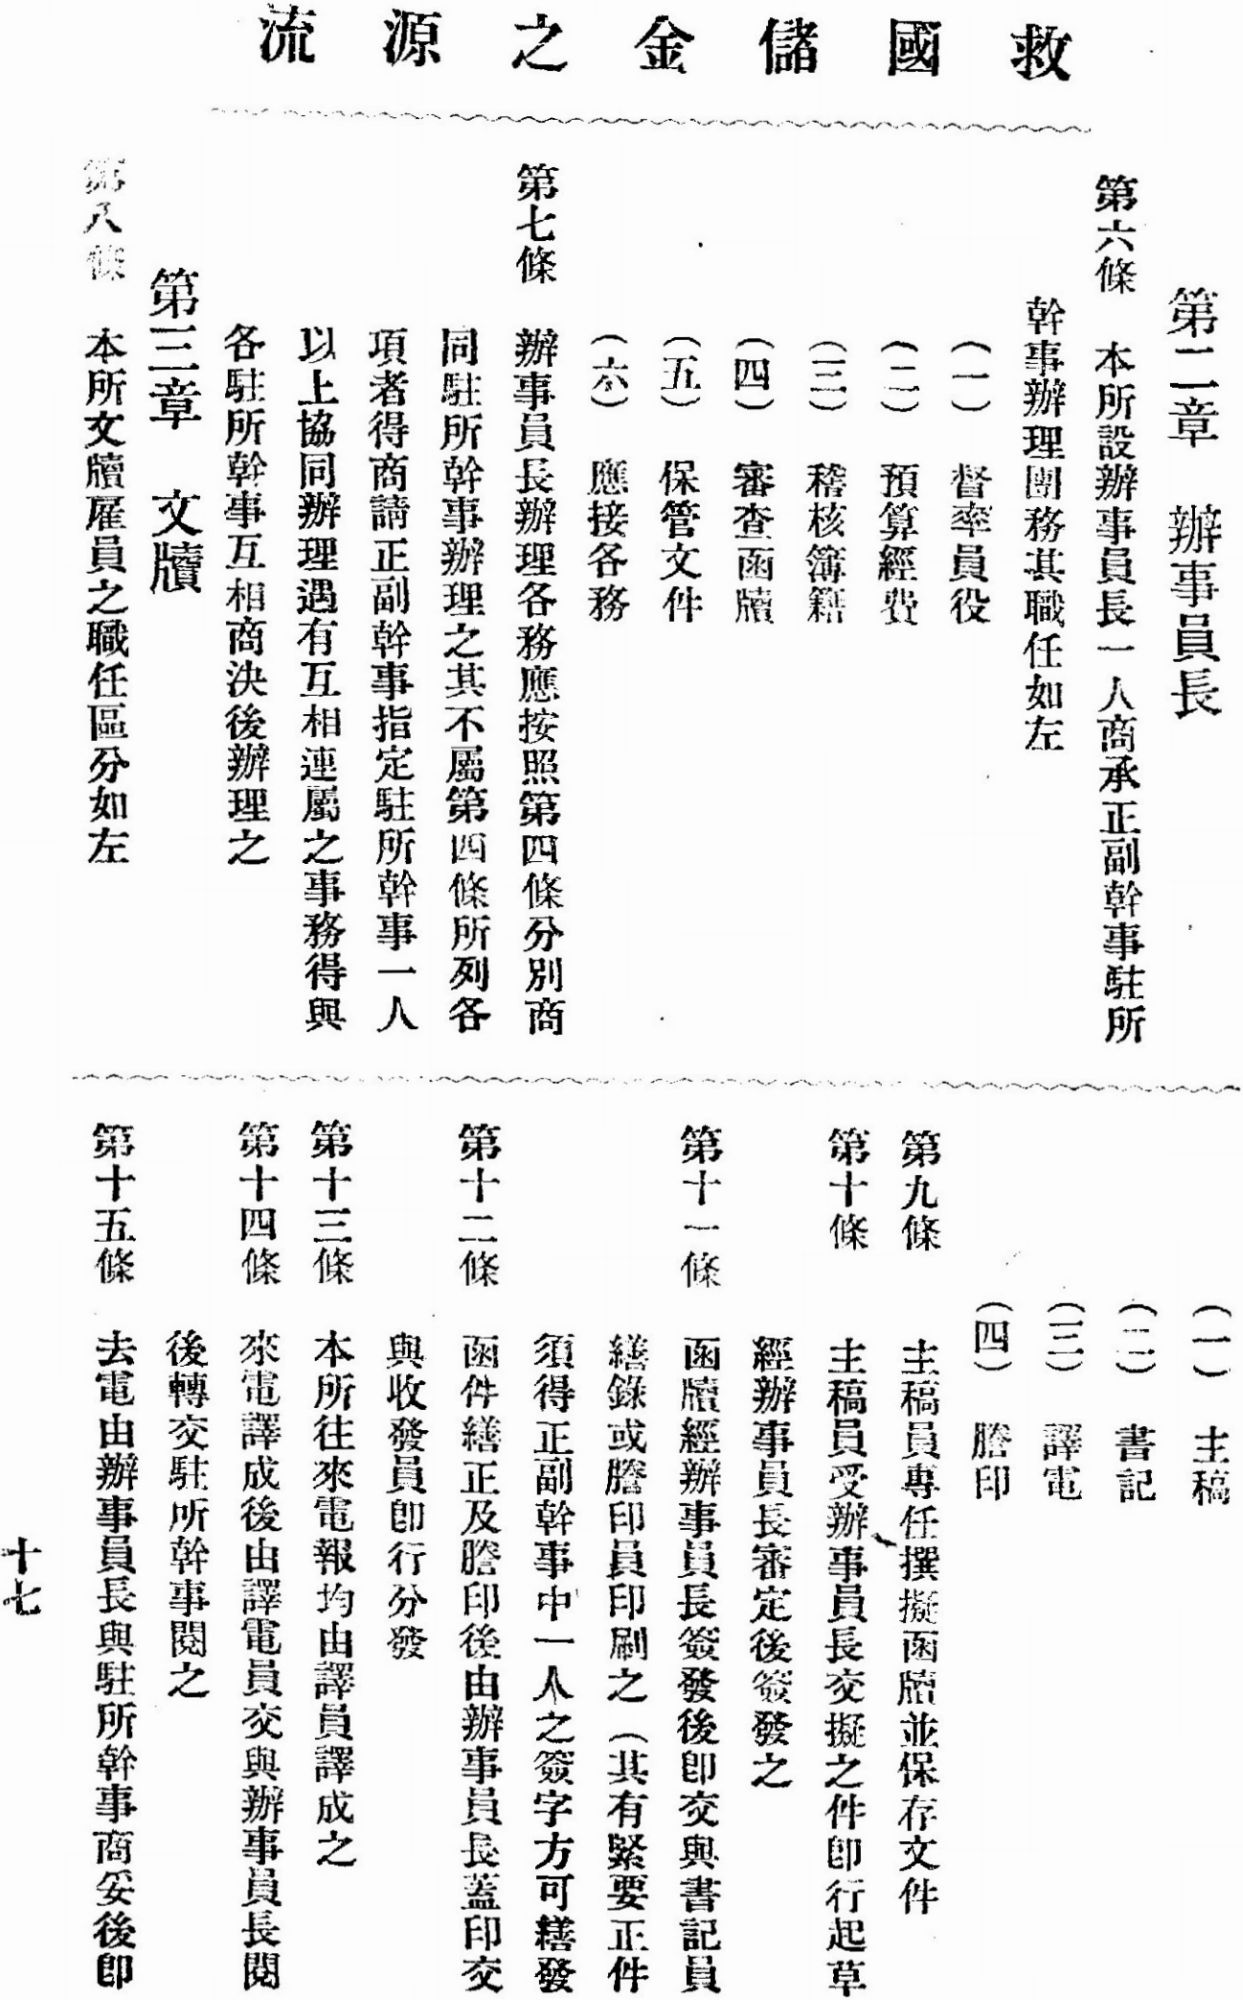 救國儲金之源流
第二章　辦事員長
第六條　本所設辦事員長一人商承正副幹事駐所
幹事辦理團務其職任如左
（一）　督率員役
（二）　預算經費
（三）　稽核簿籍
（四）　審查函牘
（五）　保管文件
（六）　應接各務
第七條　辦事員長辦理各務應按照第四條分別商
同駐所幹事辦理之其不屬第四條所列各
項者得商請正副幹事指定駐所幹事一人
以上協同辦理遇有互相連屬之事務得與
各駐所幹事互相商決後辦理之
第三章　文牘
第八條　本所文牘雇員之職任區分如左
（一）　主稿
（二）　書記
（三）　譯電
（四）　謄印
第九條　主稿員專任撰擬函牘並保存文件
第十條　主稿員受辦事員長交擬之件卽行起草
經辦事員長審定後簽發之
第十一條　函牘經辦事員長簽發後卽交與書記員
繕錄或謄印員印刷之（其有緊要正件
須得正副幹事中一人之簽字方可繕發
第十二條　函件繕正及謄印後由辦事員長蓋印交
與收發員卽行分發
第十三條　本所往來電報均由譯員譯成之
第十四條　來電譯成後由譯電員交與辦事員長閱
後轉交駐所幹事閱之
第十五條　去電由辦事員長與駐所幹事商妥後卽
十七